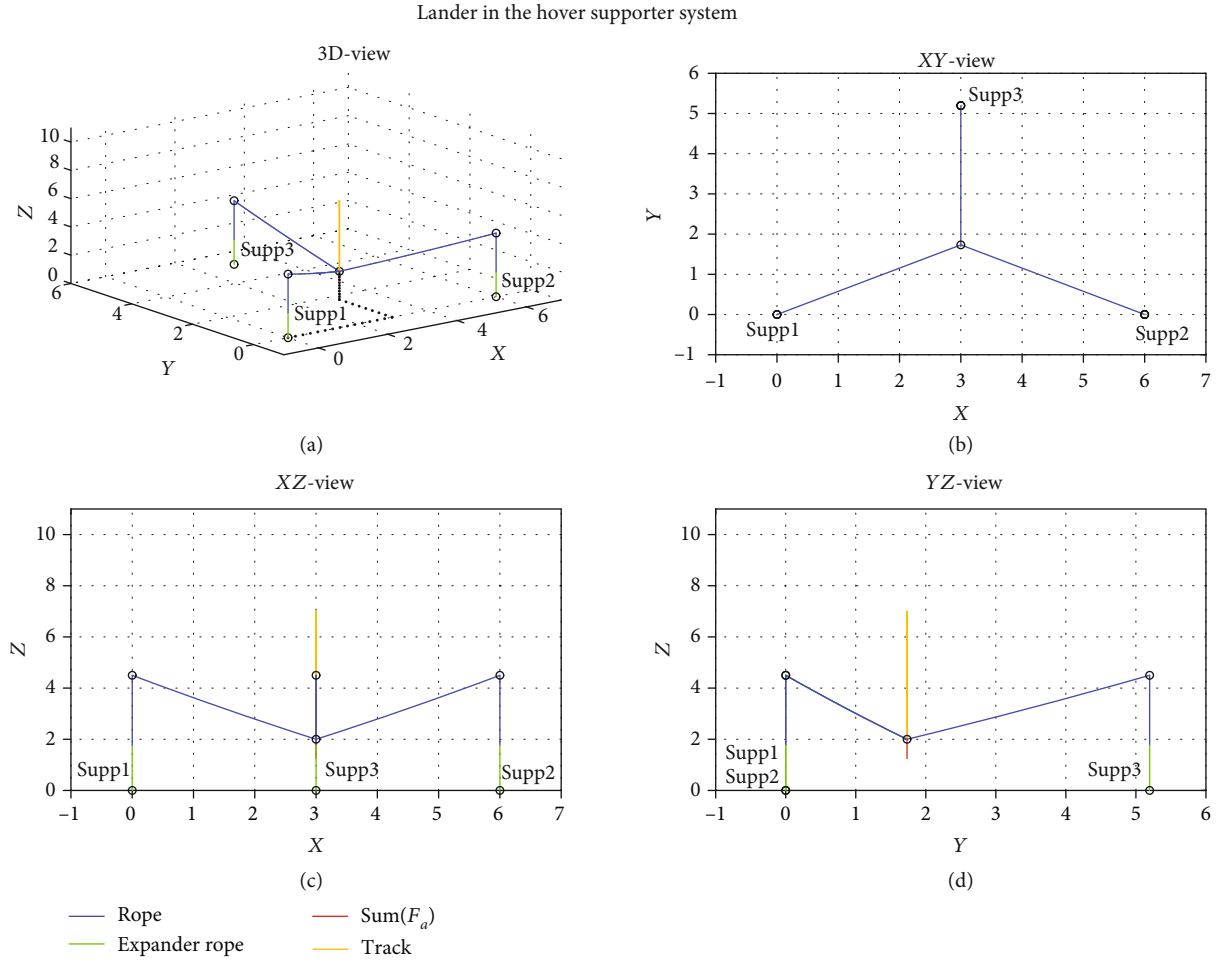 Lander in the hover supporter system
3D-view
10
8
6
4
2
0
Z
6
4
2
0
Y
0
2
4
6
X
Supp3
Supp1
Supp2
(a)
XY-view
6
5
4
3
2
1
0
−1
Y
Supp3
Supp1
Supp2
−1 0 1 2 3 4 5 6 7
X
(b)
XZ-view
10
8
6
4
2
0
Z
Supp1
Supp3
Supp2
−1 0 1 2 3 4 5 6 7
X
(c)
YZ-view
10
8
6
4
2
0
Z
Supp1
Supp2
Supp3
−1 0 1 2 3 4 5 6
Y
(d)
Rope
Expander rope
Sum(Fa)
Track